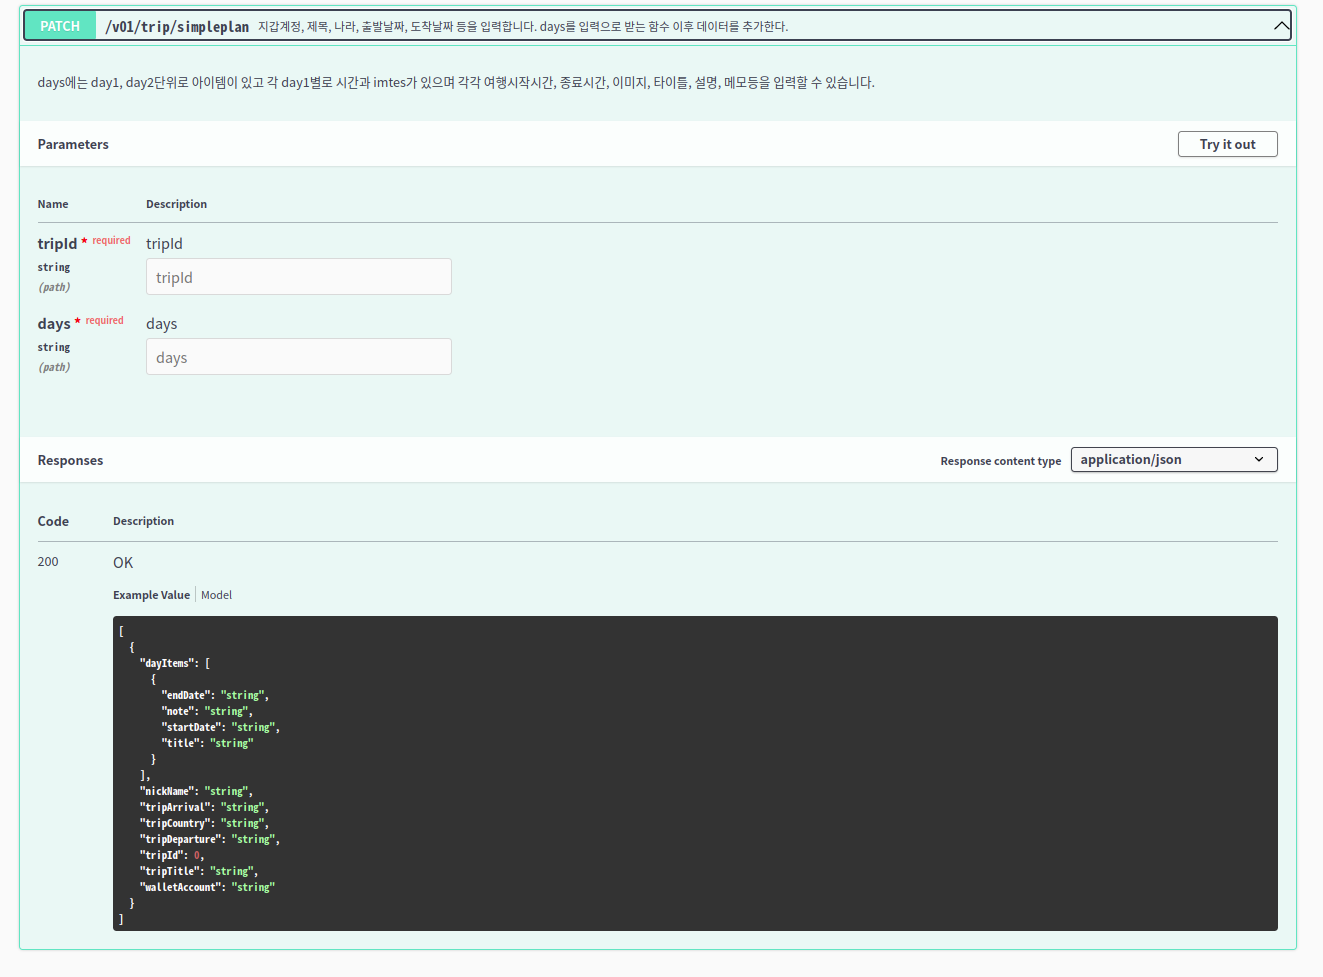 PATCH /v01/trip/simpleplan 지갑계정, 제목, 나라, 출발날짜, 도착날짜 등을 입력합니다. days를 입력으로 받는 함수 이후 데이터를 추가한다.
days에는 day1, day2단위로 아이템이 있고 각 day1별로 시간과 imtes가 있으며 각각 여행시작시간, 종료시간, 이미지, 타이틀, 설명, 메모등을 입력할 수 있습니다.
Parameters Try it out
Name Description
tripId * required tripId
string tripId
(path)
days * required days
string days
(path)
Responses Response content type application/json
Code Description
200 OK
Example Value Model
[
{
"dayItems": [
{
"endDate": "string",
"note": "string",
"startDate": "string",
"title": "string"
}
],
"nickName": "string",
"tripArrival": "string",
"tripCountry": "string",
"tripDeparture": "string",
"tripId": 0,
"tripTitle": "string",
"walletAccount": "string"
}
]